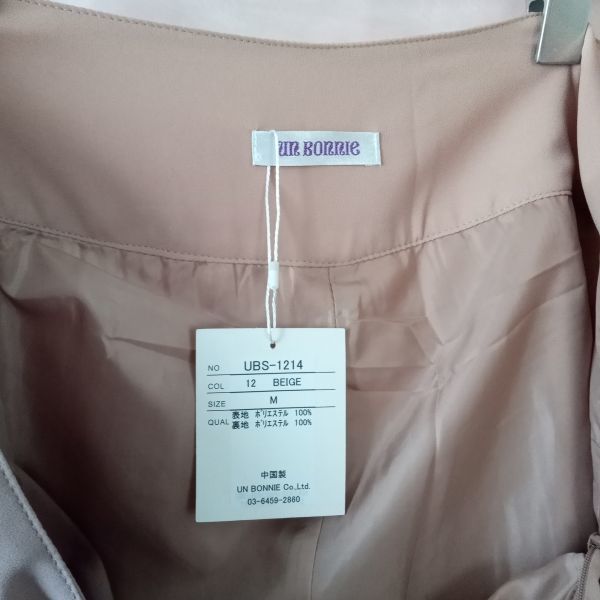 UN BONNIE
NO UBS-1214
COL 12 BEIGE
SIZE M
QUAL 表地 ポリエステル 100%
裏地 ポリエステル 100%
中国製
UN BONNIE Co.,Ltd.
03-6459-2860